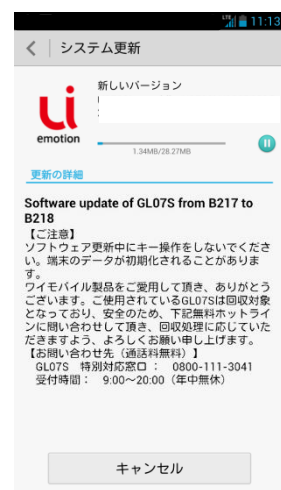 LTE 11:13
システム更新
新しいバージョン
emotion
1.34MB/28.27MB
更新の詳細
Software update of GL07S from B217 to
B218
【ご注意】
ソフトウェア更新中にキー操作をしないでくださ
い。端末のデータが初期化されることがありま
す。
ワイモバイル製品をご愛用して頂き、ありがとう
ございます。ご使用されているGL07Sは回収対象
となっており、安全のため、下記無料ホットライ
ンに問い合わせして頂き、回収処理に応じていた
だきますよう、よろしくお願い申し上げます。
【お問い合わせ先（通話料無料）】
GL07S 特別対応窓口： 0800-111-3041
受付時間： 9:00~20:00（年中無休）
キャンセル